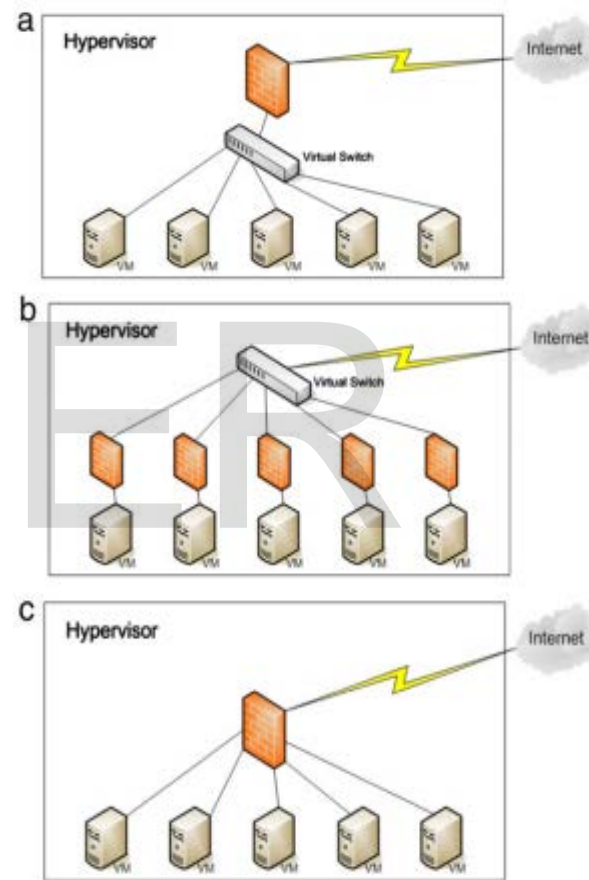 a
Hypervisor
Internet
Virtual Switch
VM VM VM VM VM
b
Hypervisor
Internet
Virtual Switch
VM VM VM VM VM
c
Hypervisor
Internet
VM VM VM VM VM
ER